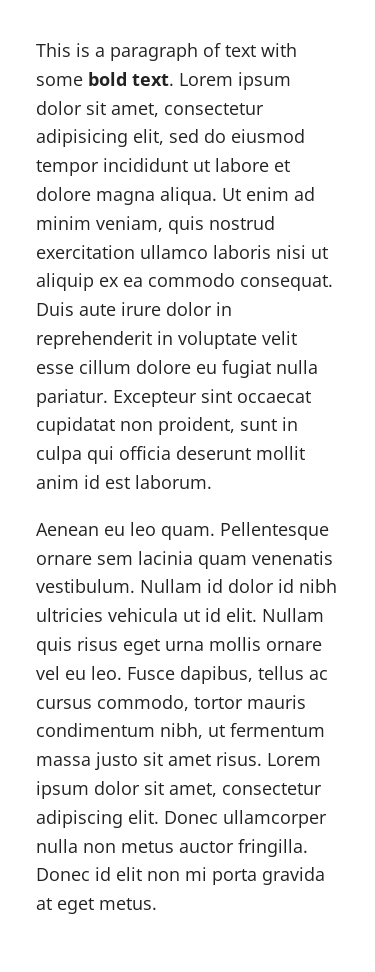 This is a paragraph of text with
some bold text. Lorem ipsum
dolor sit amet, consectetur
adipisicing elit, sed do eiusmod
tempor incididunt ut labore et
dolore magna aliqua. Ut enim ad
minim veniam, quis nostrud
exercitation ullamco laboris nisi ut
aliquip ex ea commodo consequat.
Duis aute irure dolor in
reprehenderit in voluptate velit
esse cillum dolore eu fugiat nulla
pariatur. Excepteur sint occaecat
cupidatat non proident, sunt in
culpa qui officia deserunt mollit
anim id est laborum.
Aenean eu leo quam. Pellentesque
ornare sem lacinia quam venenatis
vestibulum. Nullam id dolor id nibh
ultricies vehicula ut id elit. Nullam
quis risus eget urna mollis ornare
vel eu leo. Fusce dapibus, tellus ac
cursus commodo, tortor mauris
condimentum nibh, ut fermentum
massa justo sit amet risus. Lorem
ipsum dolor sit amet, consectetur
adipiscing elit. Donec ullamcorper
nulla non metus auctor fringilla.
Donec id elit non mi porta gravida
at eget metus.